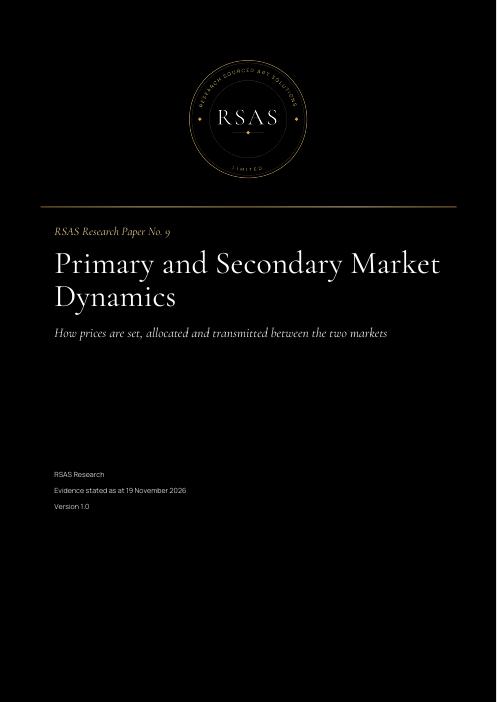 RESEARCH SOURCED ART SOLUTIONS
RSAS
LIMITED
RSAS Research Paper No. 9
Primary and Secondary Market
Dynamics
How prices are set, allocated and transmitted between the two markets
RSAS Research
Evidence stated as at 19 November 2026
Version 1.0